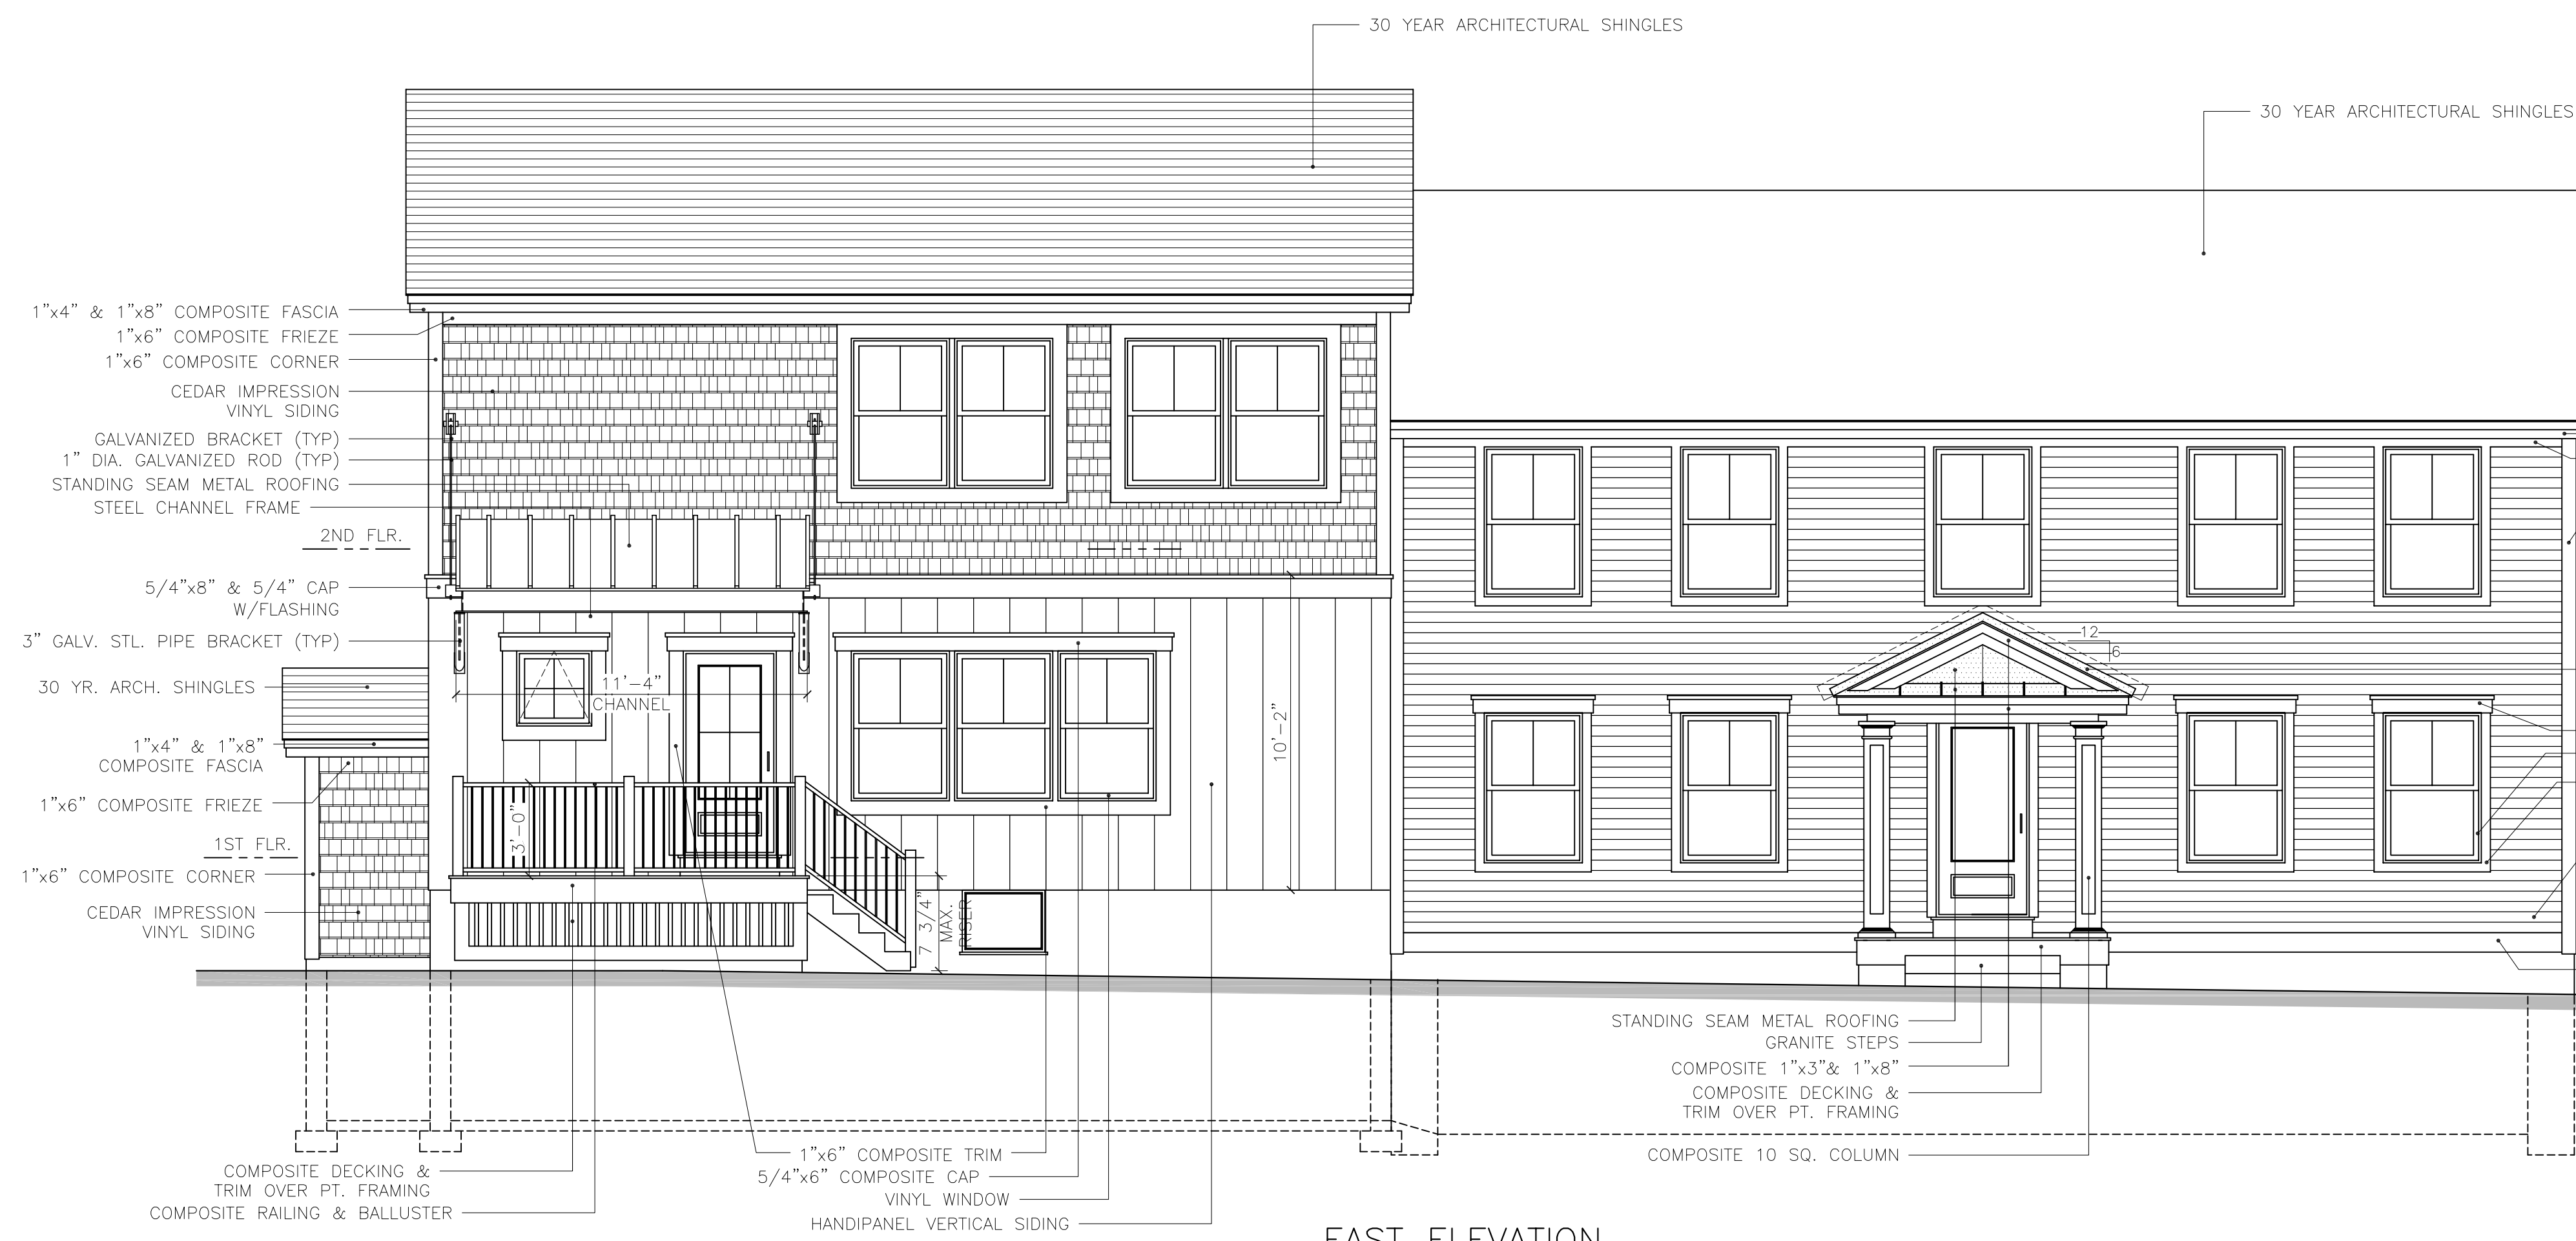 30 YEAR ARCHITECTURAL SHINGLES
30 YEAR ARCHITECTURAL SHINGLES
1"x4" & 1"x8" COMPOSITE FASCIA
1"x6" COMPOSITE FRIEZE
1"x6" COMPOSITE CORNER
CEDAR IMPRESSION
VINYL SIDING
GALVANIZED BRACKET (TYP)
1" DIA. GALVANIZED ROD (TYP)
STANDING SEAM METAL ROOFING
STEEL CHANNEL FRAME
2ND FLR.
5/4"x8" & 5/4" CAP
W/FLASHING
3" GALV. STL. PIPE BRACKET (TYP)
30 YR. ARCH. SHINGLES
1"x4" & 1"x8"
COMPOSITE FASCIA
1"x6" COMPOSITE FRIEZE
1ST FLR.
1"x6" COMPOSITE CORNER
CEDAR IMPRESSION
VINYL SIDING
11'-4"
CHANNEL
3'-0"
10'-2"
7 3/4"
MAX.
RISER
12
6
STANDING SEAM METAL ROOFING
GRANITE STEPS
COMPOSITE 1"x3"& 1"x8"
COMPOSITE DECKING &
TRIM OVER PT. FRAMING
COMPOSITE 10 SQ. COLUMN
COMPOSITE DECKING &
TRIM OVER PT. FRAMING
COMPOSITE RAILING & BALLUSTER
1"x6" COMPOSITE TRIM
5/4"x6" COMPOSITE CAP
VINYL WINDOW
HANDIPANEL VERTICAL SIDING
EAST ELEVATION